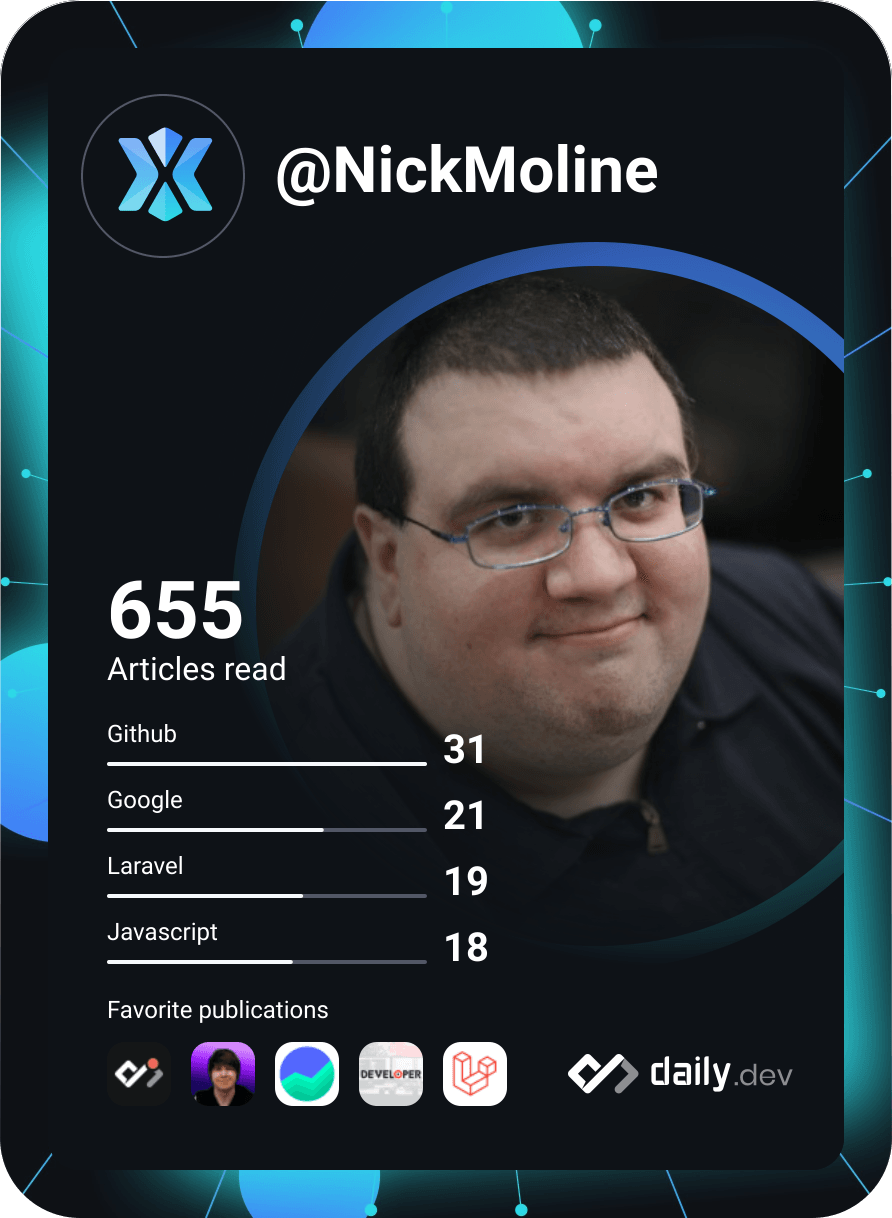 @NickMoline
655
Articles read
Github
31
Google
21
Laravel
19
Javascript
18
Favorite publications
DEVELOPER
daily.dev